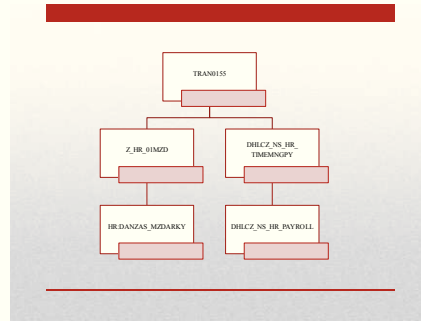 TRAN0155
Z_HR_01MZD
DHLCZ_NS_HR_
TIMEMNGPY
HR:DANZAS_MZDARKY
DHLCZ_NS_HR_PAYROLL